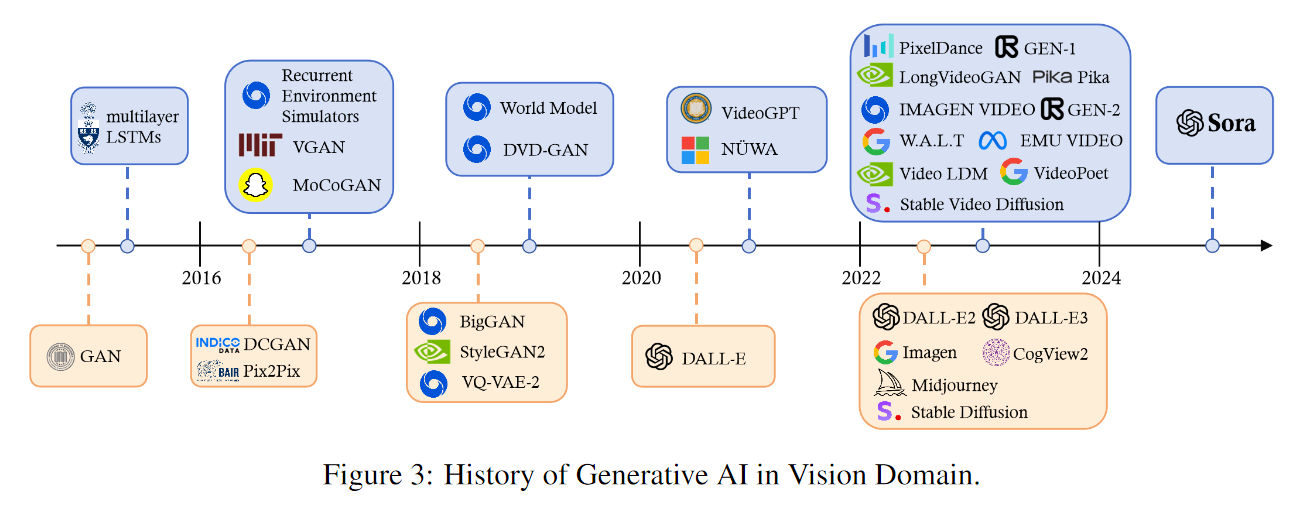 multilayer
LSTMs
Recurrent
Environment
Simulators
MIT VGAN
MoCoGAN
World Model
DVD-GAN
VideoGPT
NÜWA
PixelDance GEN-1
LongVideoGAN PIKA Pika
IMAGEN VIDEO GEN-2
W.A.L.T EMU VIDEO
Video LDM VideoPoet
S. Stable Video Diffusion
Sora
2016 2018 2020 2022 2024
GAN
INDICO DATA DCGAN
BAIR Pix2Pix
BigGAN
StyleGAN2
VQ-VAE-2
DALL-E
DALL-E2 DALL-E3
Imagen CogView2
Midjourney
S. Stable Diffusion
Figure 3: History of Generative AI in Vision Domain.